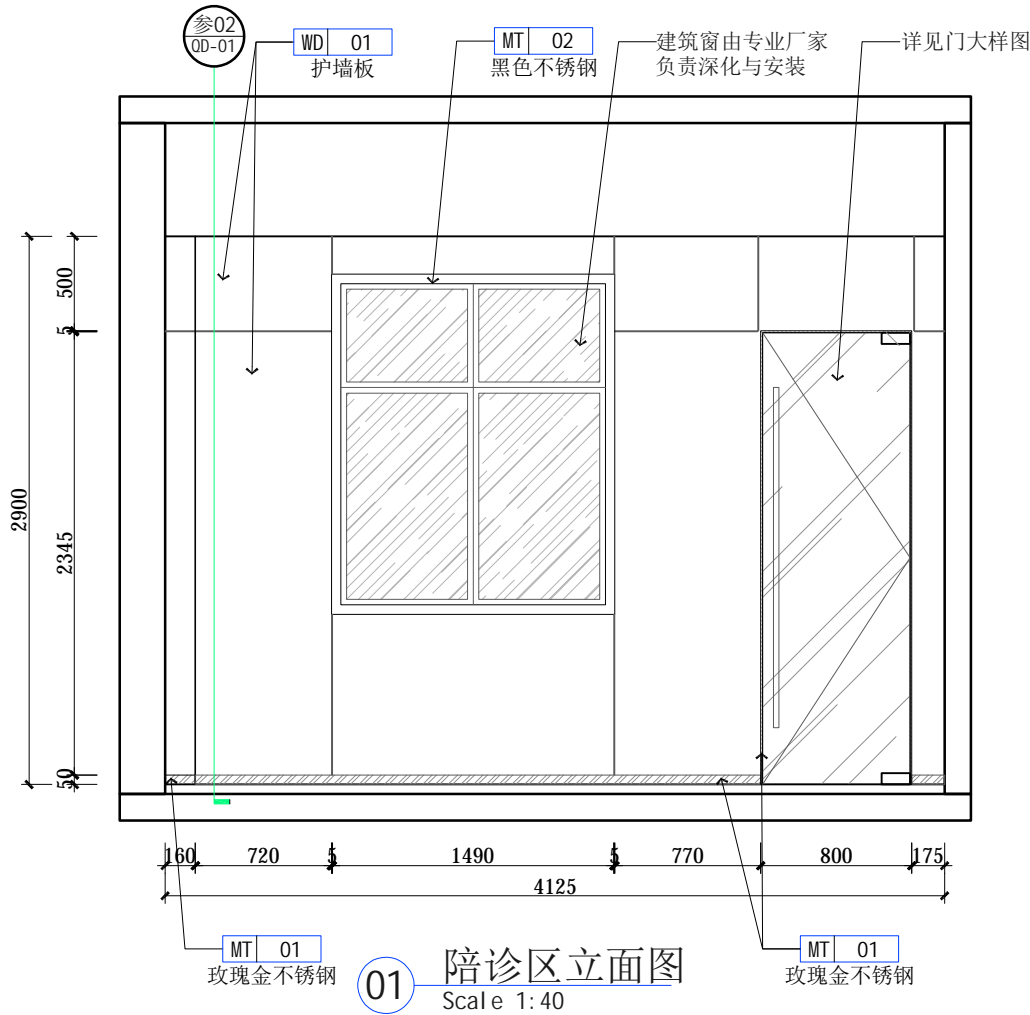 参02
QD-01
WD 01
护墙板
MT 02
黑色不锈钢
建筑窗由专业厂家
负责深化与安装
详见门大样图
500
5
2900
2345
50
160 720 5 1490 5 770 800 175
4125
MT 01
玫瑰金不锈钢
MT 01
玫瑰金不锈钢
01 陪诊区立面图
Scale 1:40